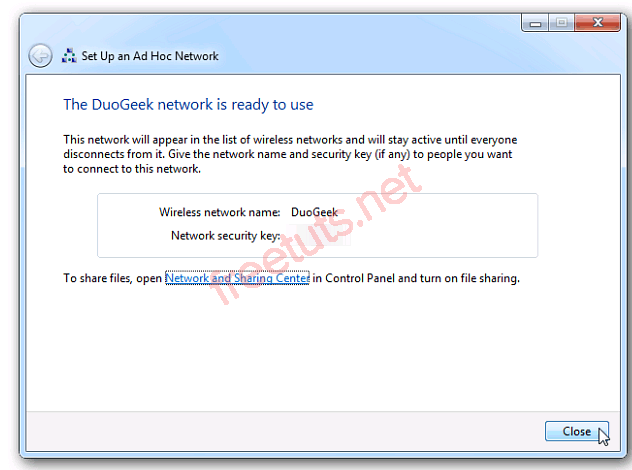 Set Up an Ad Hoc Network
The DuoGeek network is ready to use
This network will appear in the list of wireless networks and will stay active until everyone
disconnects from it. Give the network name and security key (if any) to people you want
to connect to this network.
Wireless network name: DuoGeek
Network security key:
To share files, open Network and Sharing Center in Control Panel and turn on file sharing.
freetuts.net
Close